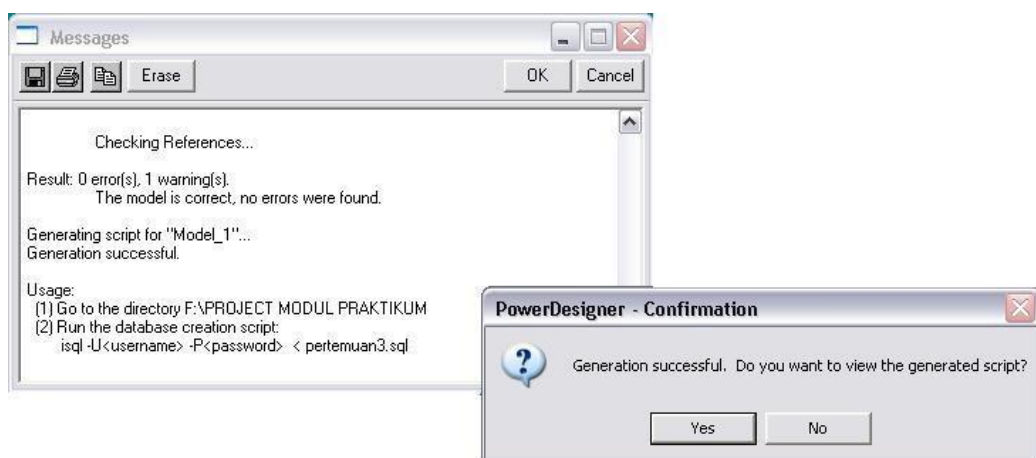 Messages
Erase
OK
Cancel
Checking References...
Result: 0 error(s), 1 warning(s).
The model is correct, no errors were found.
Generating script for "Model_1"...
Generation successful.
Usage:
(1) Go to the directory F:\PROJECT MODUL PRAKTIKUM
(2) Run the database creation script:
isql -U<username> -P<password> < pertemuan3.sql
PowerDesigner - Confirmation
Generation successful. Do you want to view the generated script?
Yes
No